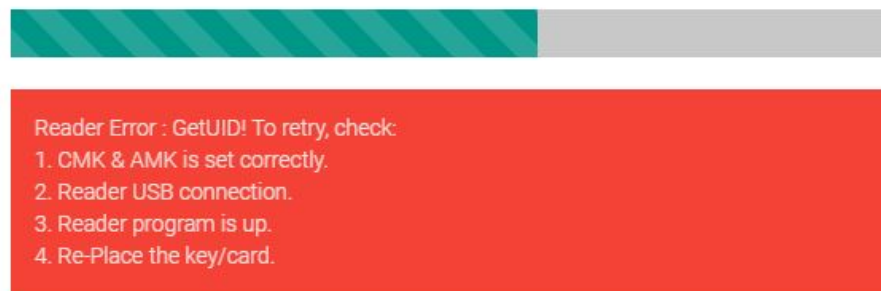 Reader Error : GetUID! To retry, check:
1. CMK & AMK is set correctly.
2. Reader USB connection.
3. Reader program is up.
4. Re-Place the key/card.